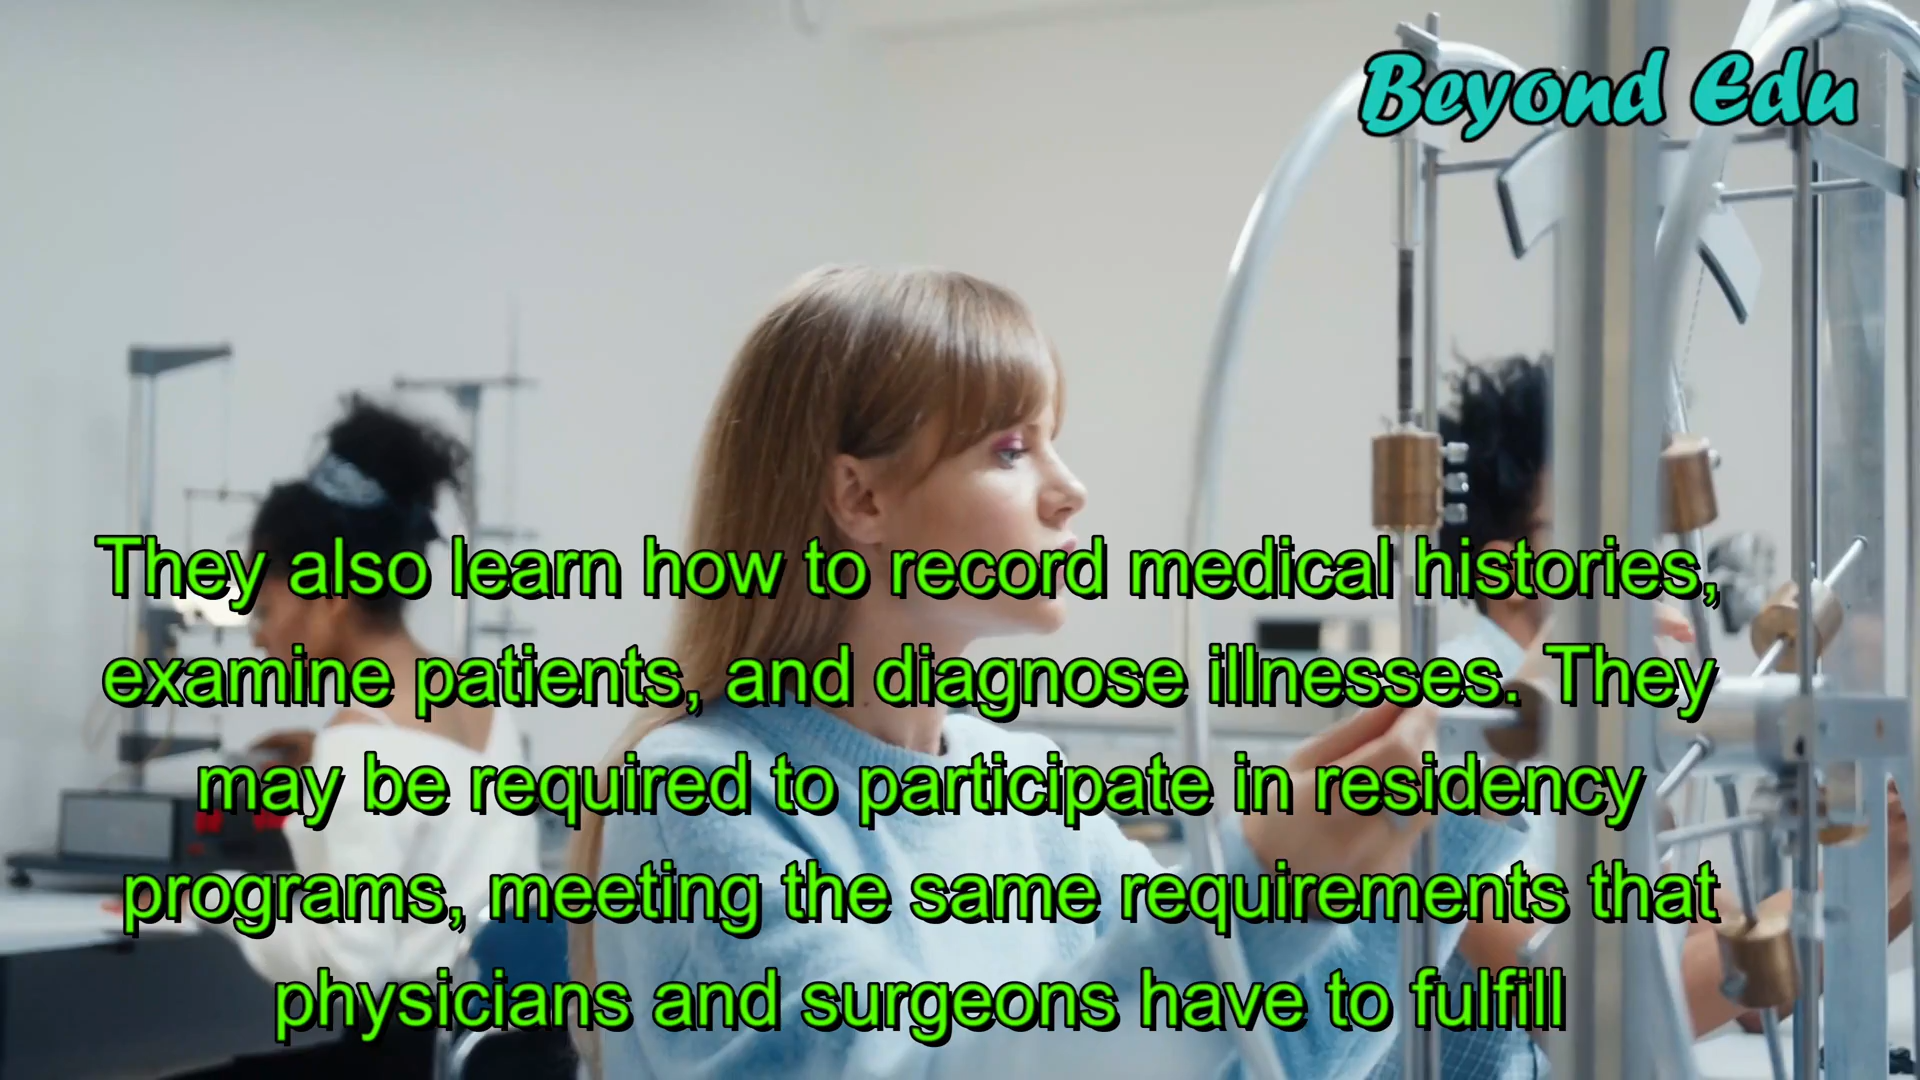 Beyond Edu
They also learn how to record medical histories,
examine patients, and diagnose illnesses. They
may be required to participate in residency
programs, meeting the same requirements that
physicians and surgeons have to fulfill